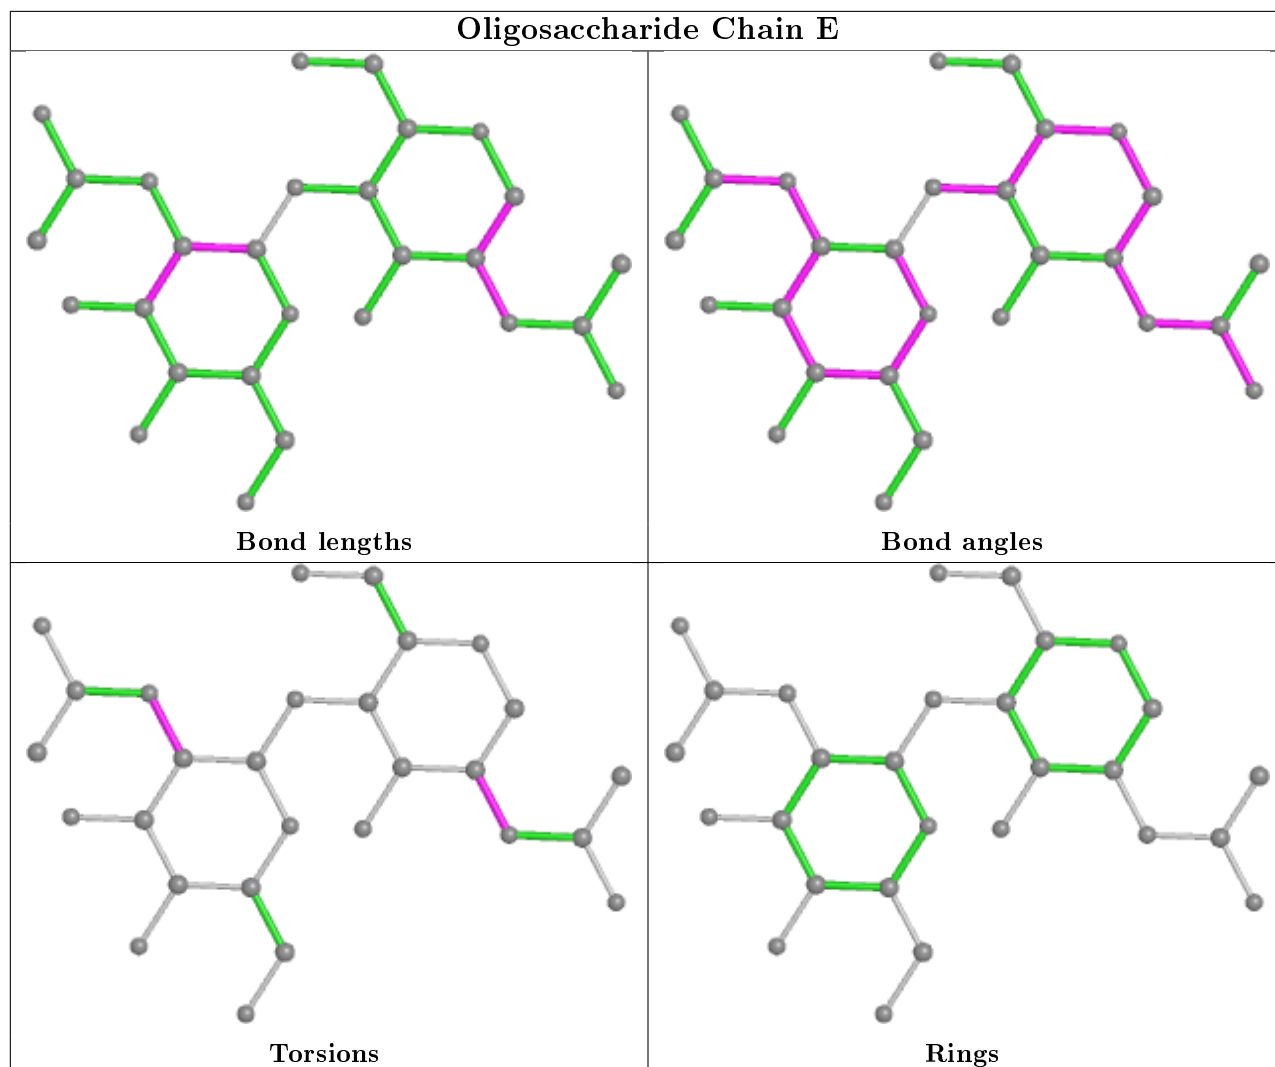 Oligosaccharide Chain E
Bond lengths
Bond angles
Torsions
Rings